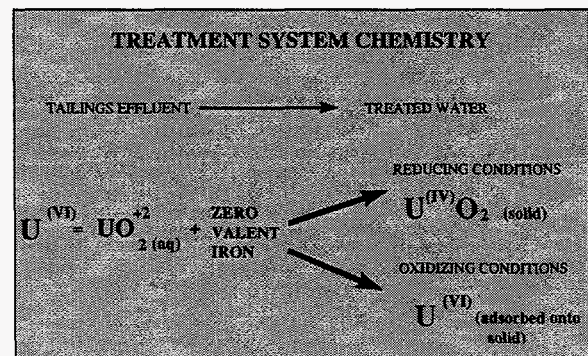 TREATMENT SYSTEM CHEMISTRY
TAILINGS EFFLUENT TREATED WATER
REDUCING CONDITIONS
U(IV)O2 (solid)
U(VI) = UO2(aq)+2 + ZERO
VALENT
IRON
OXIDIZING CONDITIONS
U(VI) (adsorbed onto
solid)